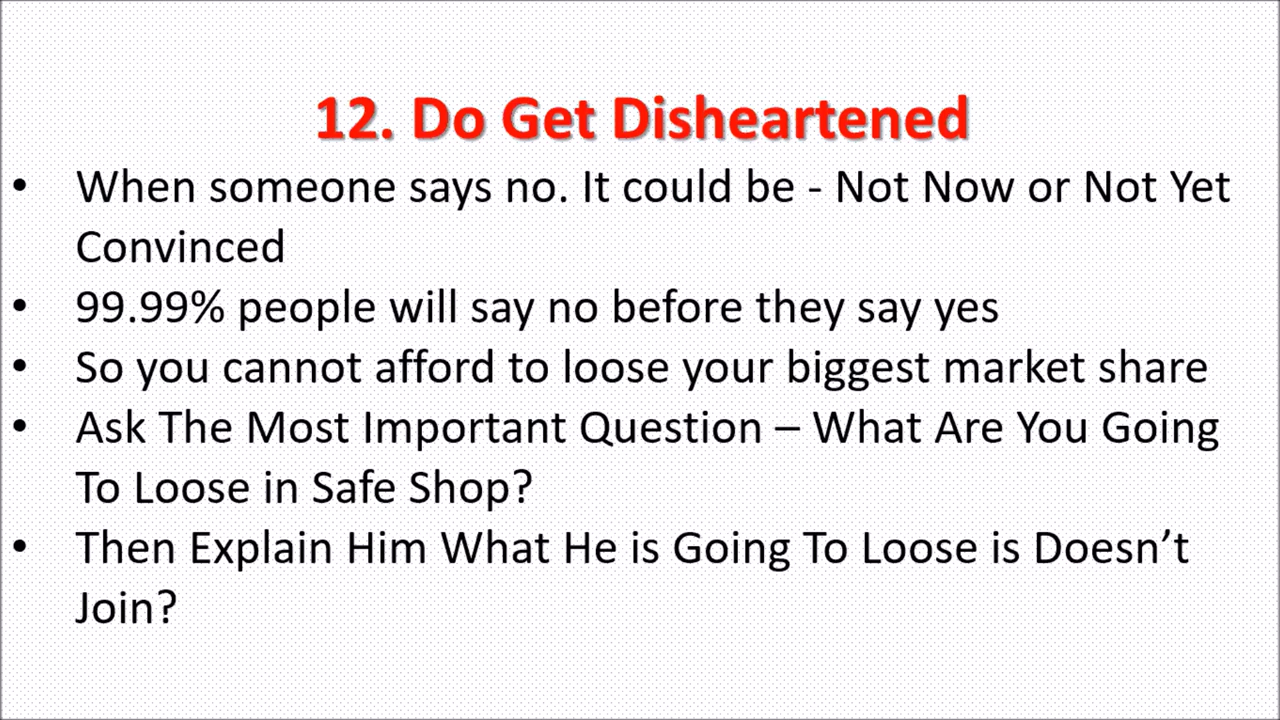 12. Do Get Disheartened
• When someone says no. It could be - Not Now or Not Yet
Convinced
• 99.99% people will say no before they say yes
• So you cannot afford to loose your biggest market share
• Ask The Most Important Question – What Are You Going
To Loose in Safe Shop?
• Then Explain Him What He is Going To Loose is Doesn’t
Join?